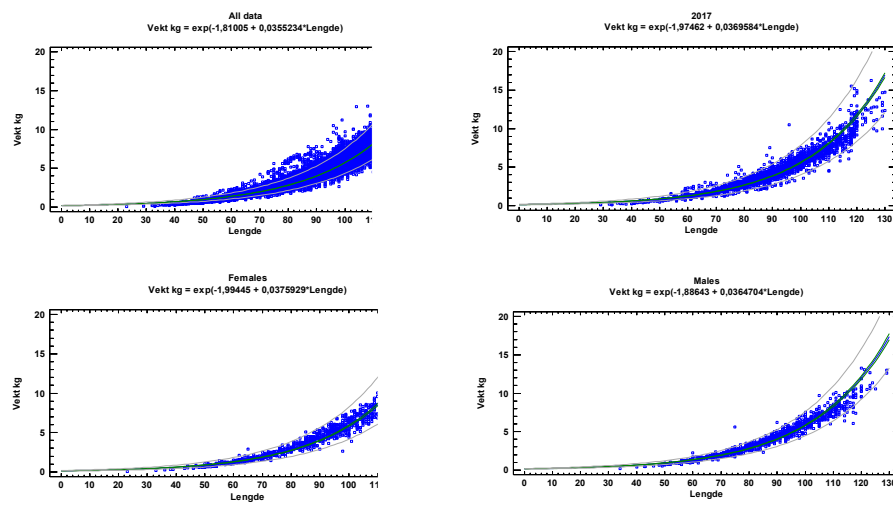 All data
Vekt kg = exp(-1,81005 + 0,0355234*Lengde)
20
15
10
5
0
Vekt kg
0 10 20 30 40 50 60 70 80 90 100 11
Lengde
2017
Vekt kg = exp(-1,97462 + 0,0369584*Lengde)
20
15
10
5
0
Vekt kg
0 10 20 30 40 50 60 70 80 90 100 110 120 130
Lengde
Females
Vekt kg = exp(-1,99445 + 0,0375929*Lengde)
20
15
10
5
0
Vekt kg
0 10 20 30 40 50 60 70 80 90 100 110
Lengde
Males
Vekt kg = exp(-1,88643 + 0,0364704*Lengde)
20
15
10
5
0
Vekt kg
0 10 20 30 40 50 60 70 80 90 100 110 120 130
Lengde